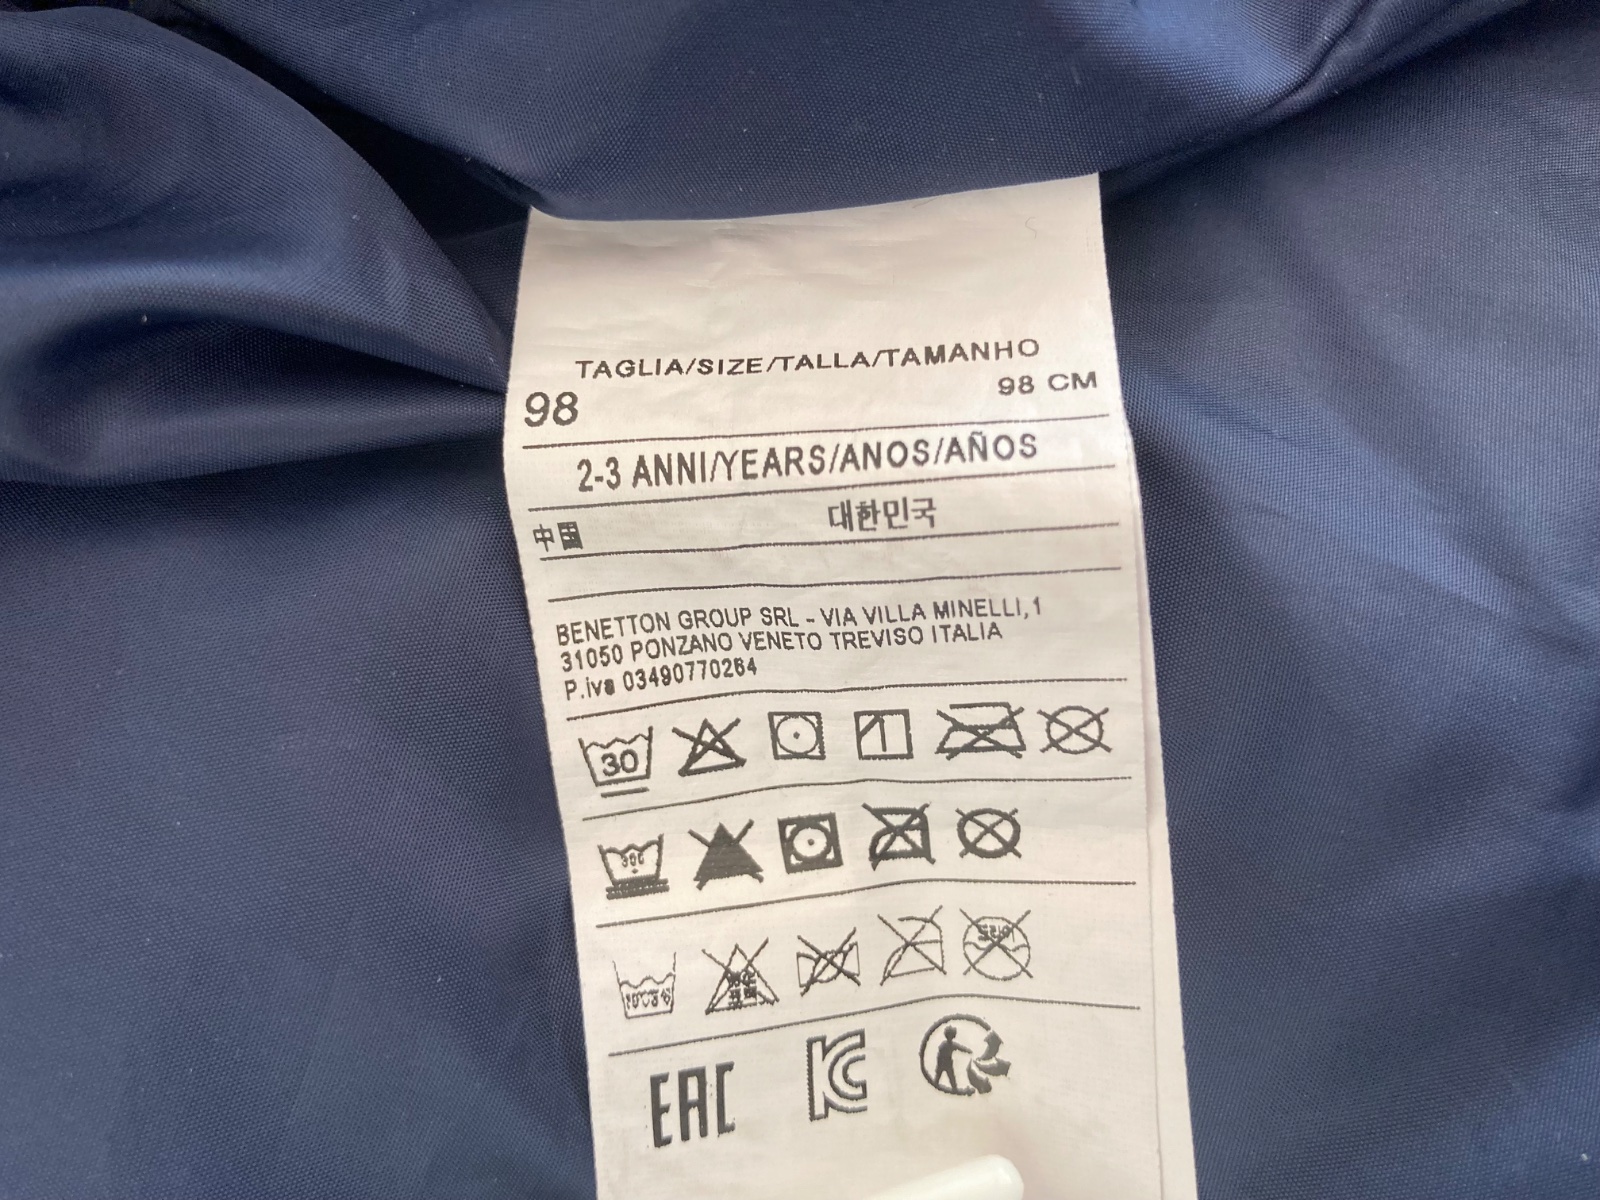 TAGLIA/SIZE/TALLA/TAMANHO
98 98 CM
2-3 ANNI/YEARS/ANOS/AÑOS
中国 대한민국
BENETTON GROUP SRL - VIA VILLA MINELLI,1
31050 PONZANO VENETO TREVISO ITALIA
P.iva 03490770264
30
EAC